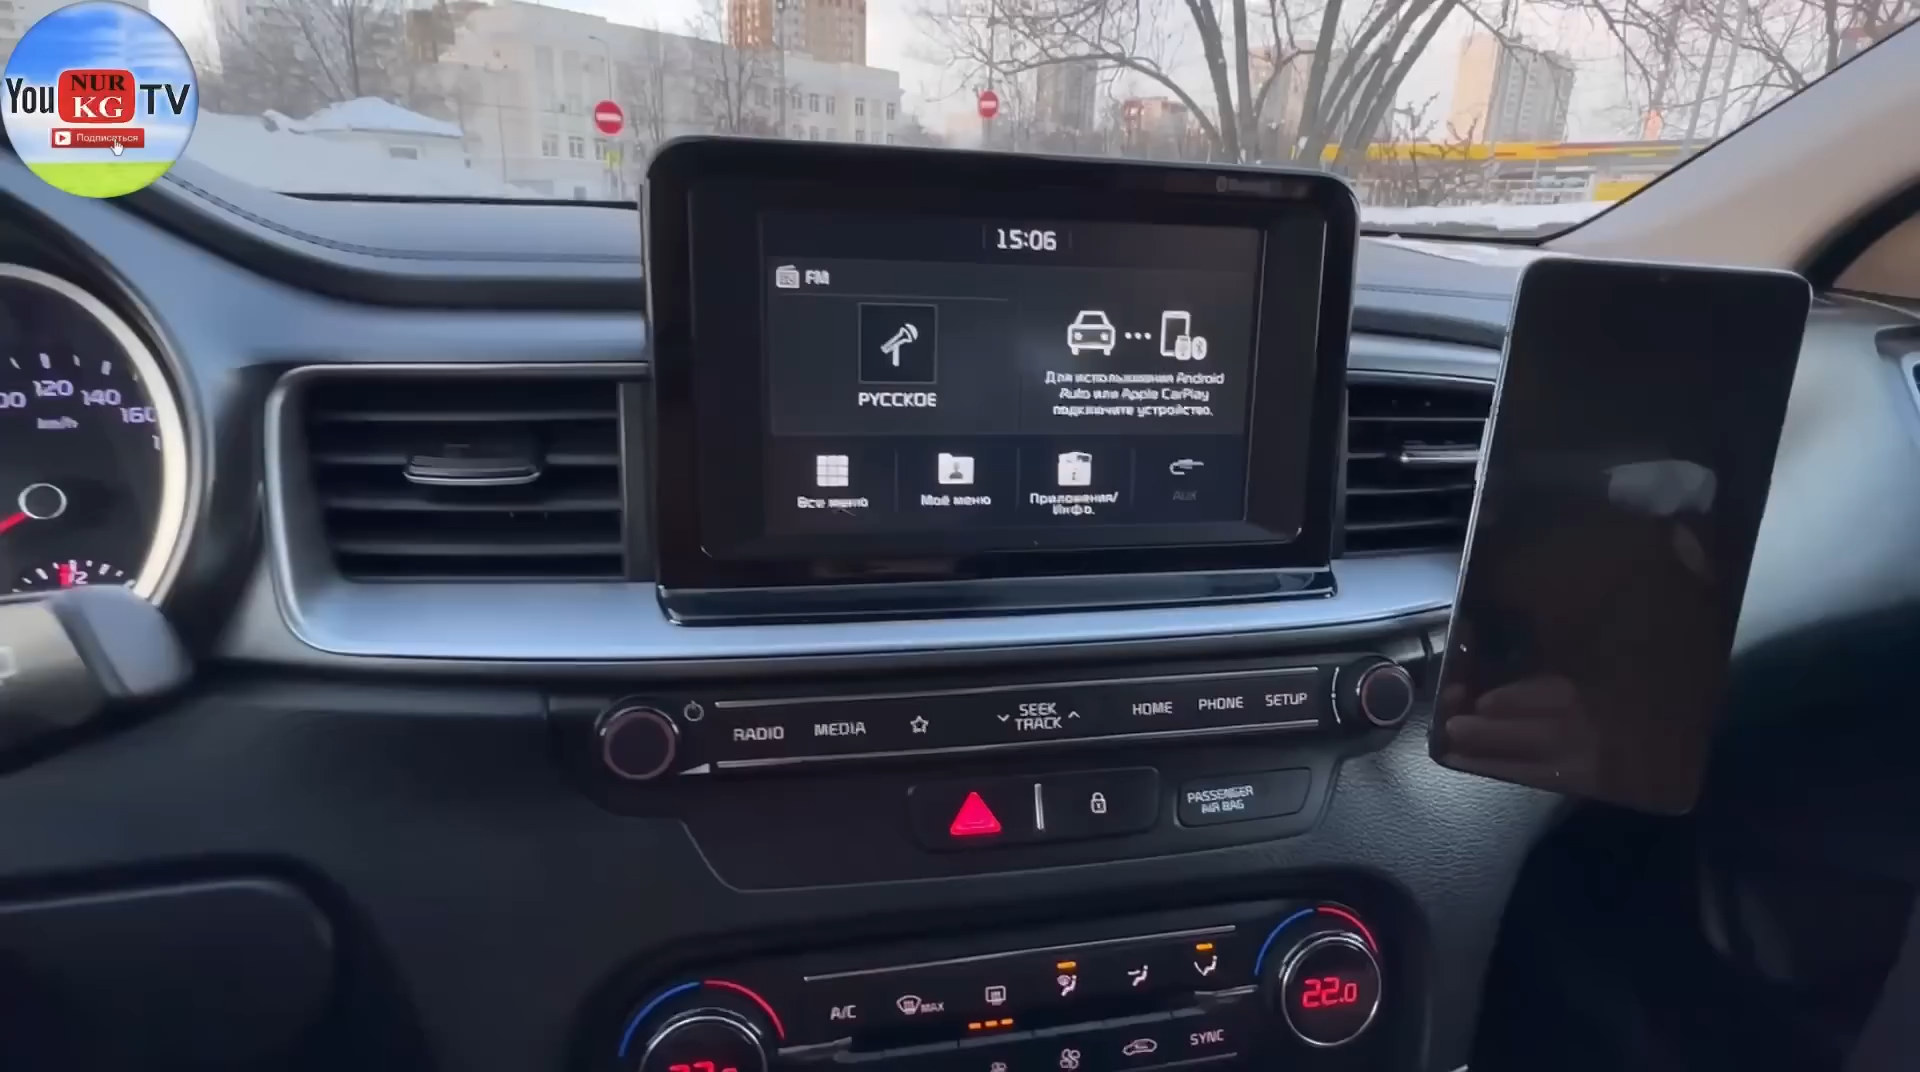 You NUR KG TV
Подписаться
15:06
FM
РУССКОЕ
Для использования Android
Auto или Apple CarPlay
подключите устройство.
Все меню
Моё меню
Приложения/
Инфо.
AUX
120
140
160
km/h
RADIO
MEDIA
SEEK
TRACK
HOME
PHONE
SETUP
PASSENGER
AIR BAG
A/C
MAX
22.0
SYNC